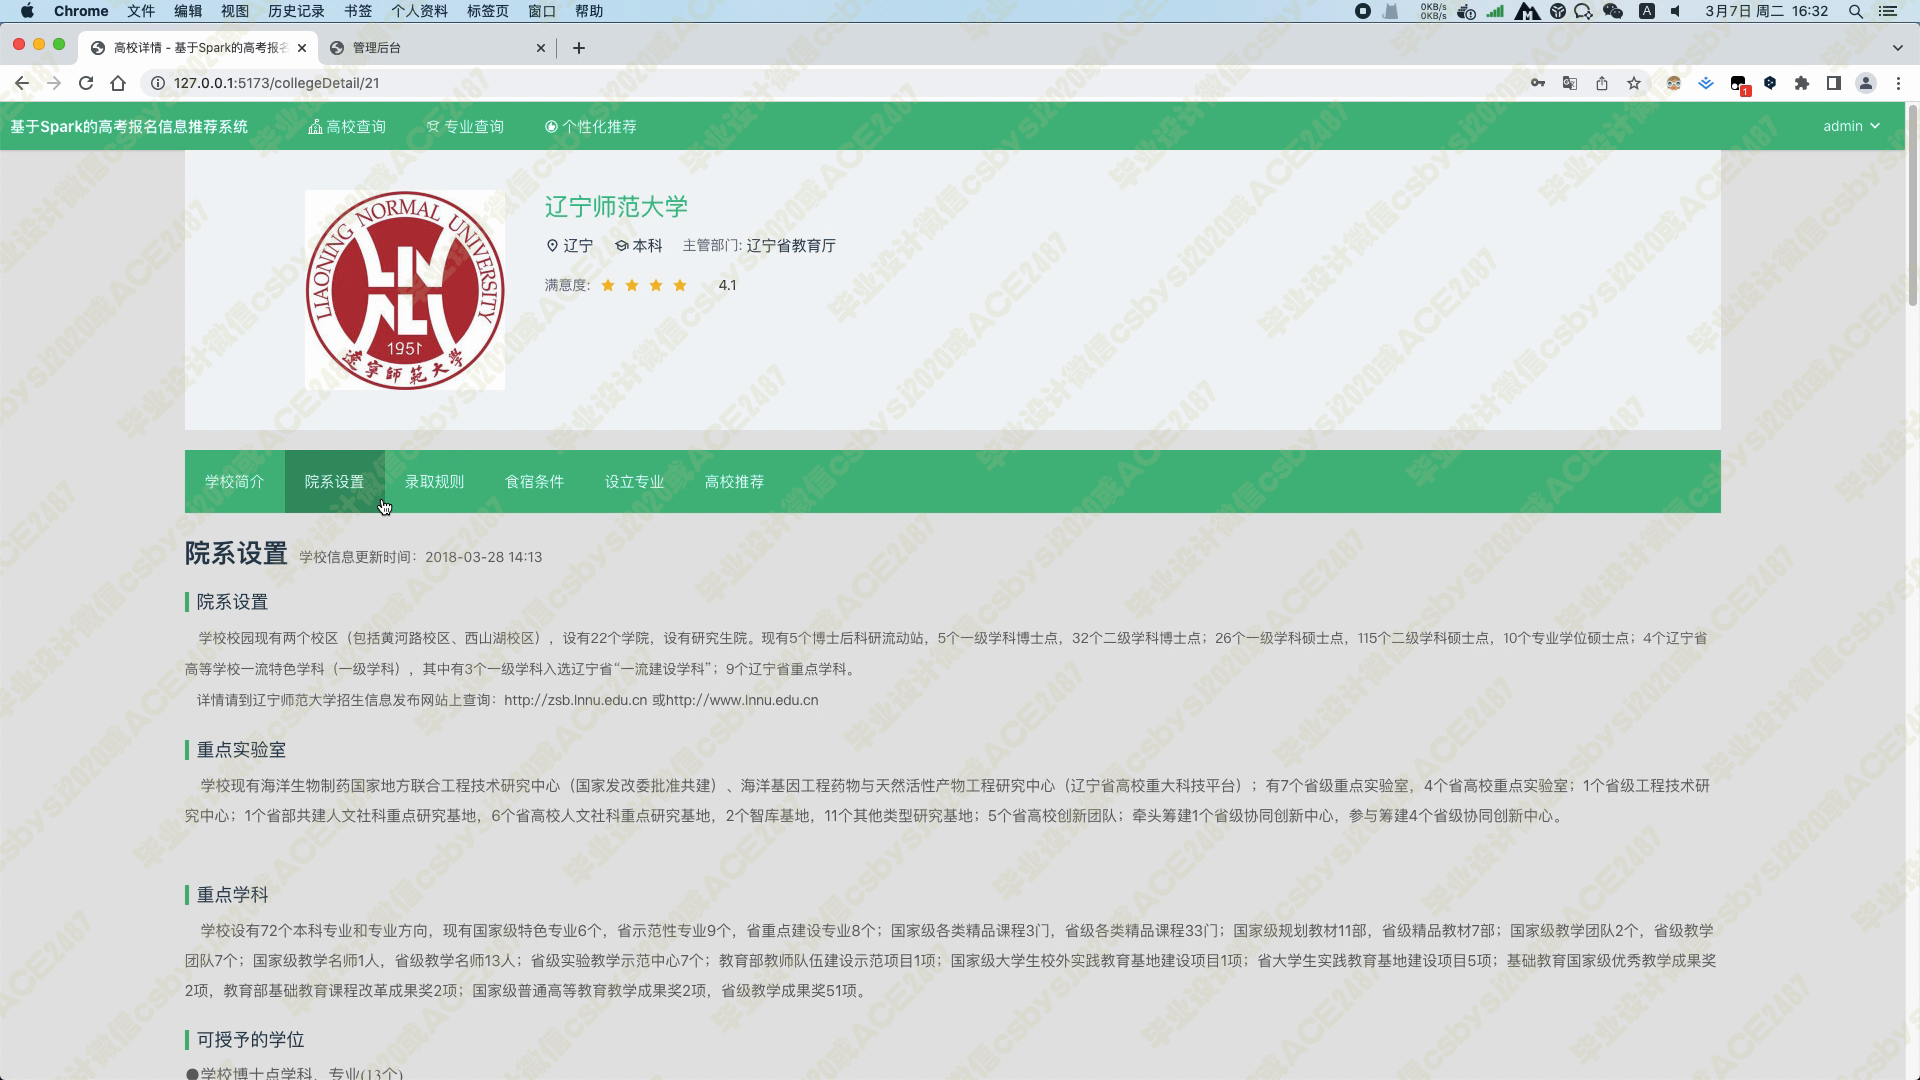 Chrome 文件 编辑 视图 历史记录 书签 个人资料 标签页 窗口 帮助
0KB/s
0KB/s
A
3月7日 周二 16:32
高校详情 - 基于Spark的高考报名
管理后台
127.0.0.1:5173/collegeDetail/21
1
基于Spark的高考报名信息推荐系统
高校查询
专业查询
个性化推荐
admin
LIAONING NORMAL UNIVERSITY
1951
遼寧師範大学
辽宁师范大学
辽宁 本科 主管部门: 辽宁省教育厅
满意度: 4.1
学校简介 院系设置 录取规则 食宿条件 设立专业 高校推荐
院系设置 学校信息更新时间：2018-03-28 14:13
院系设置
学校校园现有两个校区（包括黄河路校区、西山湖校区），设有22个学院，设有研究生院。现有5个博士后科研流动站，5个一级学科博士点，32个二级学科博士点；26个一级学科硕士点，115个二级学科硕士点，10个专业学位硕士点；4个辽宁省
高等学校一流特色学科（一级学科），其中有3个一级学科入选辽宁省“一流建设学科”；9个辽宁省重点学科。
详情请到辽宁师范大学招生信息发布网站上查询：http://zsb.lnnu.edu.cn 或http://www.lnnu.edu.cn
重点实验室
学校现有海洋生物制药国家地方联合工程技术研究中心（国家发改委批准共建）、海洋基因工程药物与天然活性产物工程研究中心（辽宁省高校重大科技平台）；有7个省级重点实验室，4个省高校重点实验室；1个省级工程技术研
究中心；1个省部共建人文社科重点研究基地，6个省高校人文社科重点研究基地，2个智库基地，11个其他类型研究基地；5个省高校创新团队；牵头筹建1个省级协同创新中心，参与筹建4个省级协同创新中心。
重点学科
学校设有72个本科专业和专业方向，现有国家级特色专业6个，省示范性专业9个，省重点建设专业8个；国家级各类精品课程3门，省级各类精品课程33门；国家级规划教材11部，省级精品教材7部；国家级教学团队2个，省级教学
团队7个；国家级教学名师1人，省级教学名师13人；省级实验教学示范中心7个；教育部教师队伍建设示范项目1项；国家级大学生校外实践教育基地建设项目1项；省大学生实践教育基地建设项目5项；基础教育国家级优秀教学成果奖
2项，教育部基础教育课程改革成果奖2项；国家级普通高等教育教学成果奖2项，省级教学成果奖51项。
可授予的学位
●学校博士点学科、专业(13个)
毕业设计微信csbysj2020或ACE2487